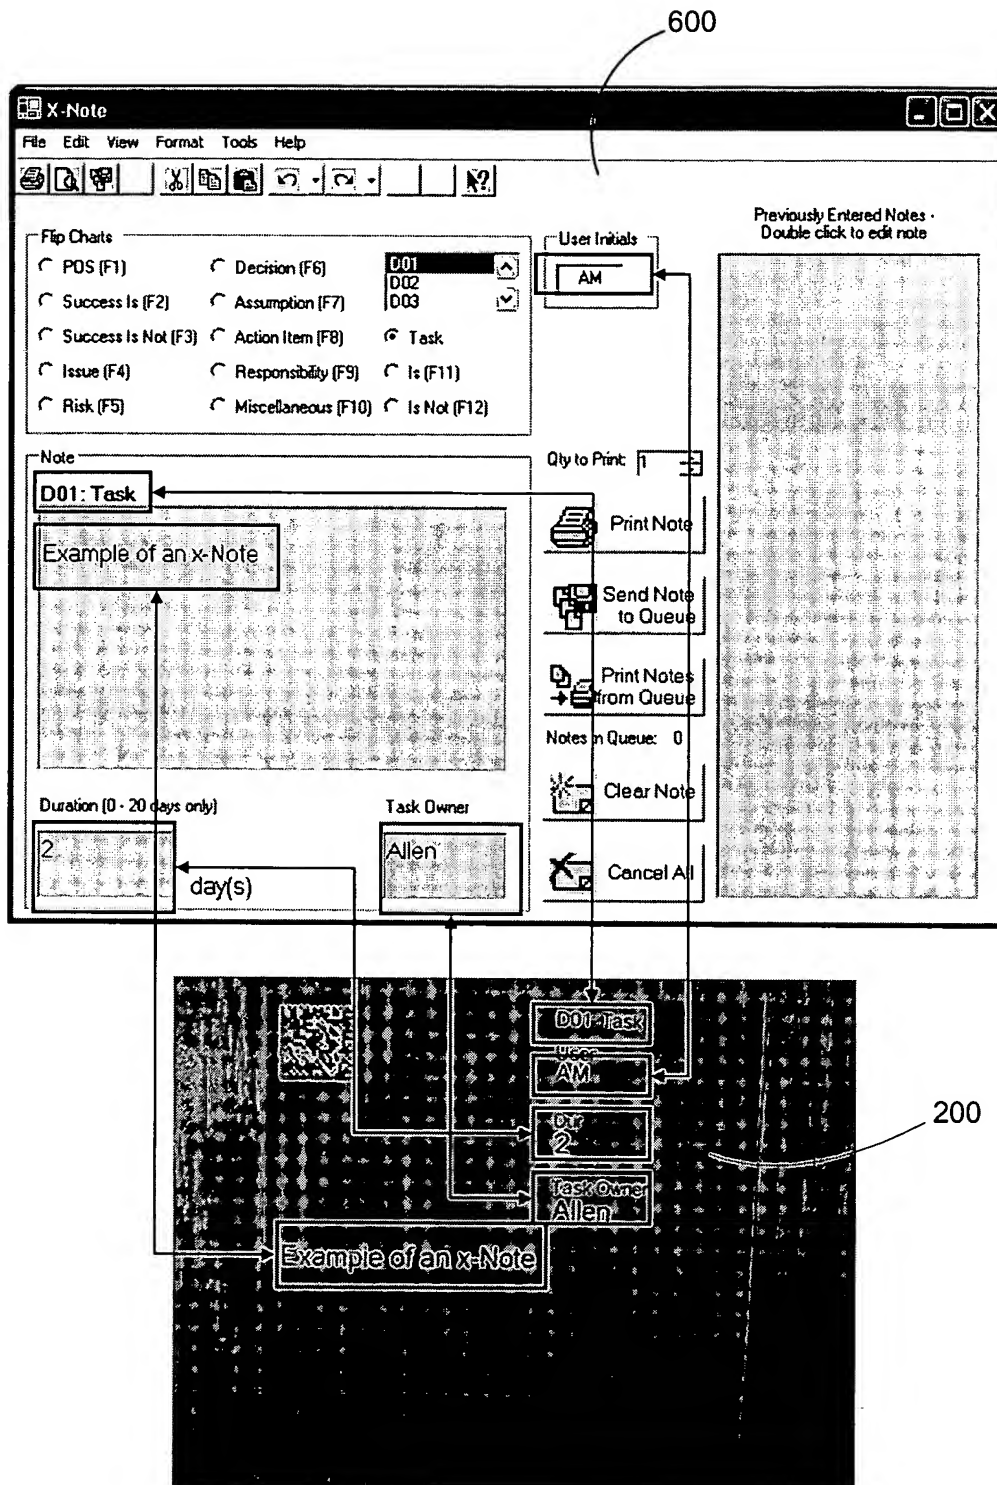 600
X-Note
File Edit View Format Tools Help
Previously Entered Notes -
Double click to edit note
Flip Charts
POS (F1)
Success Is (F2)
Success Is Not (F3)
Issue (F4)
Risk (F5)
Decision (F6)
Assumption (F7)
Action Item (F8)
Responsibility (F9)
Miscellaneous (F10)
D01
D02
D03
Task
Is (F11)
Is Not (F12)
User Initials
AM
Note
D01: Task
Example of an x-Note
Duration (0 - 20 days only)
2
day(s)
Task Owner
Allen
Qty to Print: 1
Print Note
Send Note
to Queue
Print Notes
from Queue
Notes in Queue: 0
Clear Note
Cancel All
D01: Task
User
AM
Dur
2
Task Owner
Allen
Example of an x-Note
200